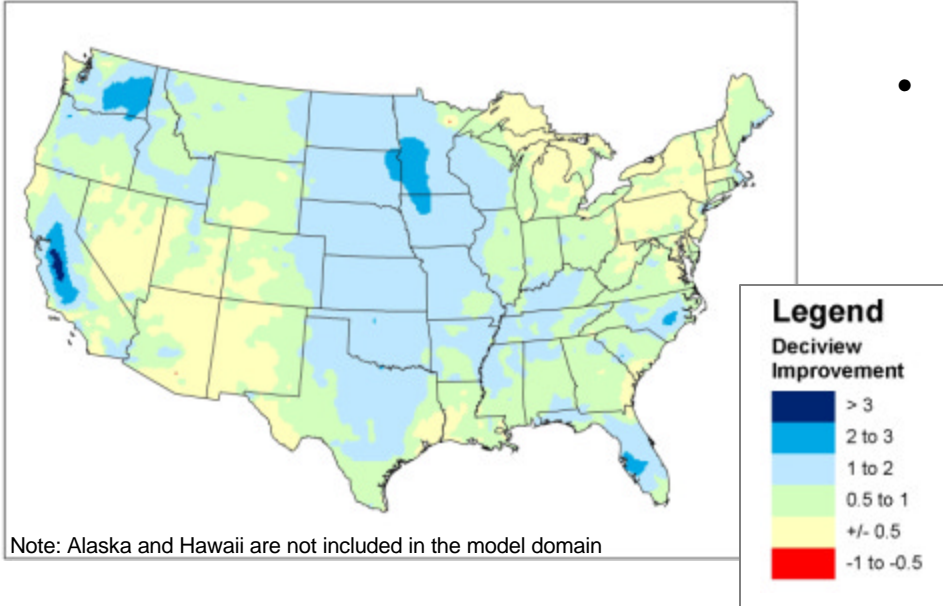 •
Note: Alaska and Hawaii are not included in the model domain
Legend
Deciview
Improvement
> 3
2 to 3
1 to 2
0.5 to 1
+/- 0.5
-1 to -0.5